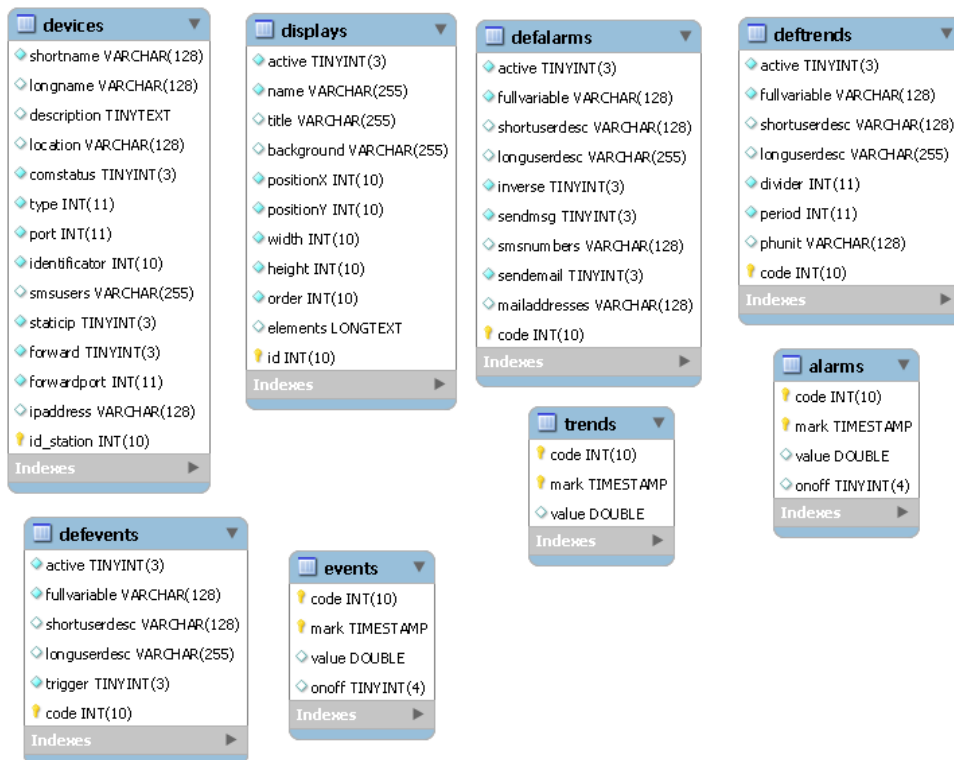 devices
shortname VARCHAR(128)
longname VARCHAR(128)
description TINYTEXT
location VARCHAR(128)
comstatus TINYINT(3)
type INT(11)
port INT(11)
identificator INT(10)
smsusers VARCHAR(255)
staticip TINYINT(3)
forward TINYINT(3)
forwardport INT(11)
ipaddress VARCHAR(128)
id_station INT(10)
Indexes
displays
active TINYINT(3)
name VARCHAR(255)
title VARCHAR(255)
background VARCHAR(255)
positionX INT(10)
positionY INT(10)
width INT(10)
height INT(10)
order INT(10)
elements LONGTEXT
id INT(10)
Indexes
defalarms
active TINYINT(3)
fullvariable VARCHAR(128)
shortuserdesc VARCHAR(128)
longuserdesc VARCHAR(255)
inverse TINYINT(3)
sendmsg TINYINT(3)
smsnumbers VARCHAR(128)
sendemail TINYINT(3)
mailaddresses VARCHAR(128)
code INT(10)
Indexes
deftrends
active TINYINT(3)
fullvariable VARCHAR(128)
shortuserdesc VARCHAR(128)
longuserdesc VARCHAR(255)
divider INT(11)
period INT(11)
phunit VARCHAR(128)
code INT(10)
Indexes
alarms
code INT(10)
mark TIMESTAMP
value DOUBLE
onoff TINYINT(4)
Indexes
trends
code INT(10)
mark TIMESTAMP
value DOUBLE
Indexes
defevents
active TINYINT(3)
fullvariable VARCHAR(128)
shortuserdesc VARCHAR(128)
longuserdesc VARCHAR(255)
trigger TINYINT(3)
code INT(10)
Indexes
events
code INT(10)
mark TIMESTAMP
value DOUBLE
onoff TINYINT(4)
Indexes